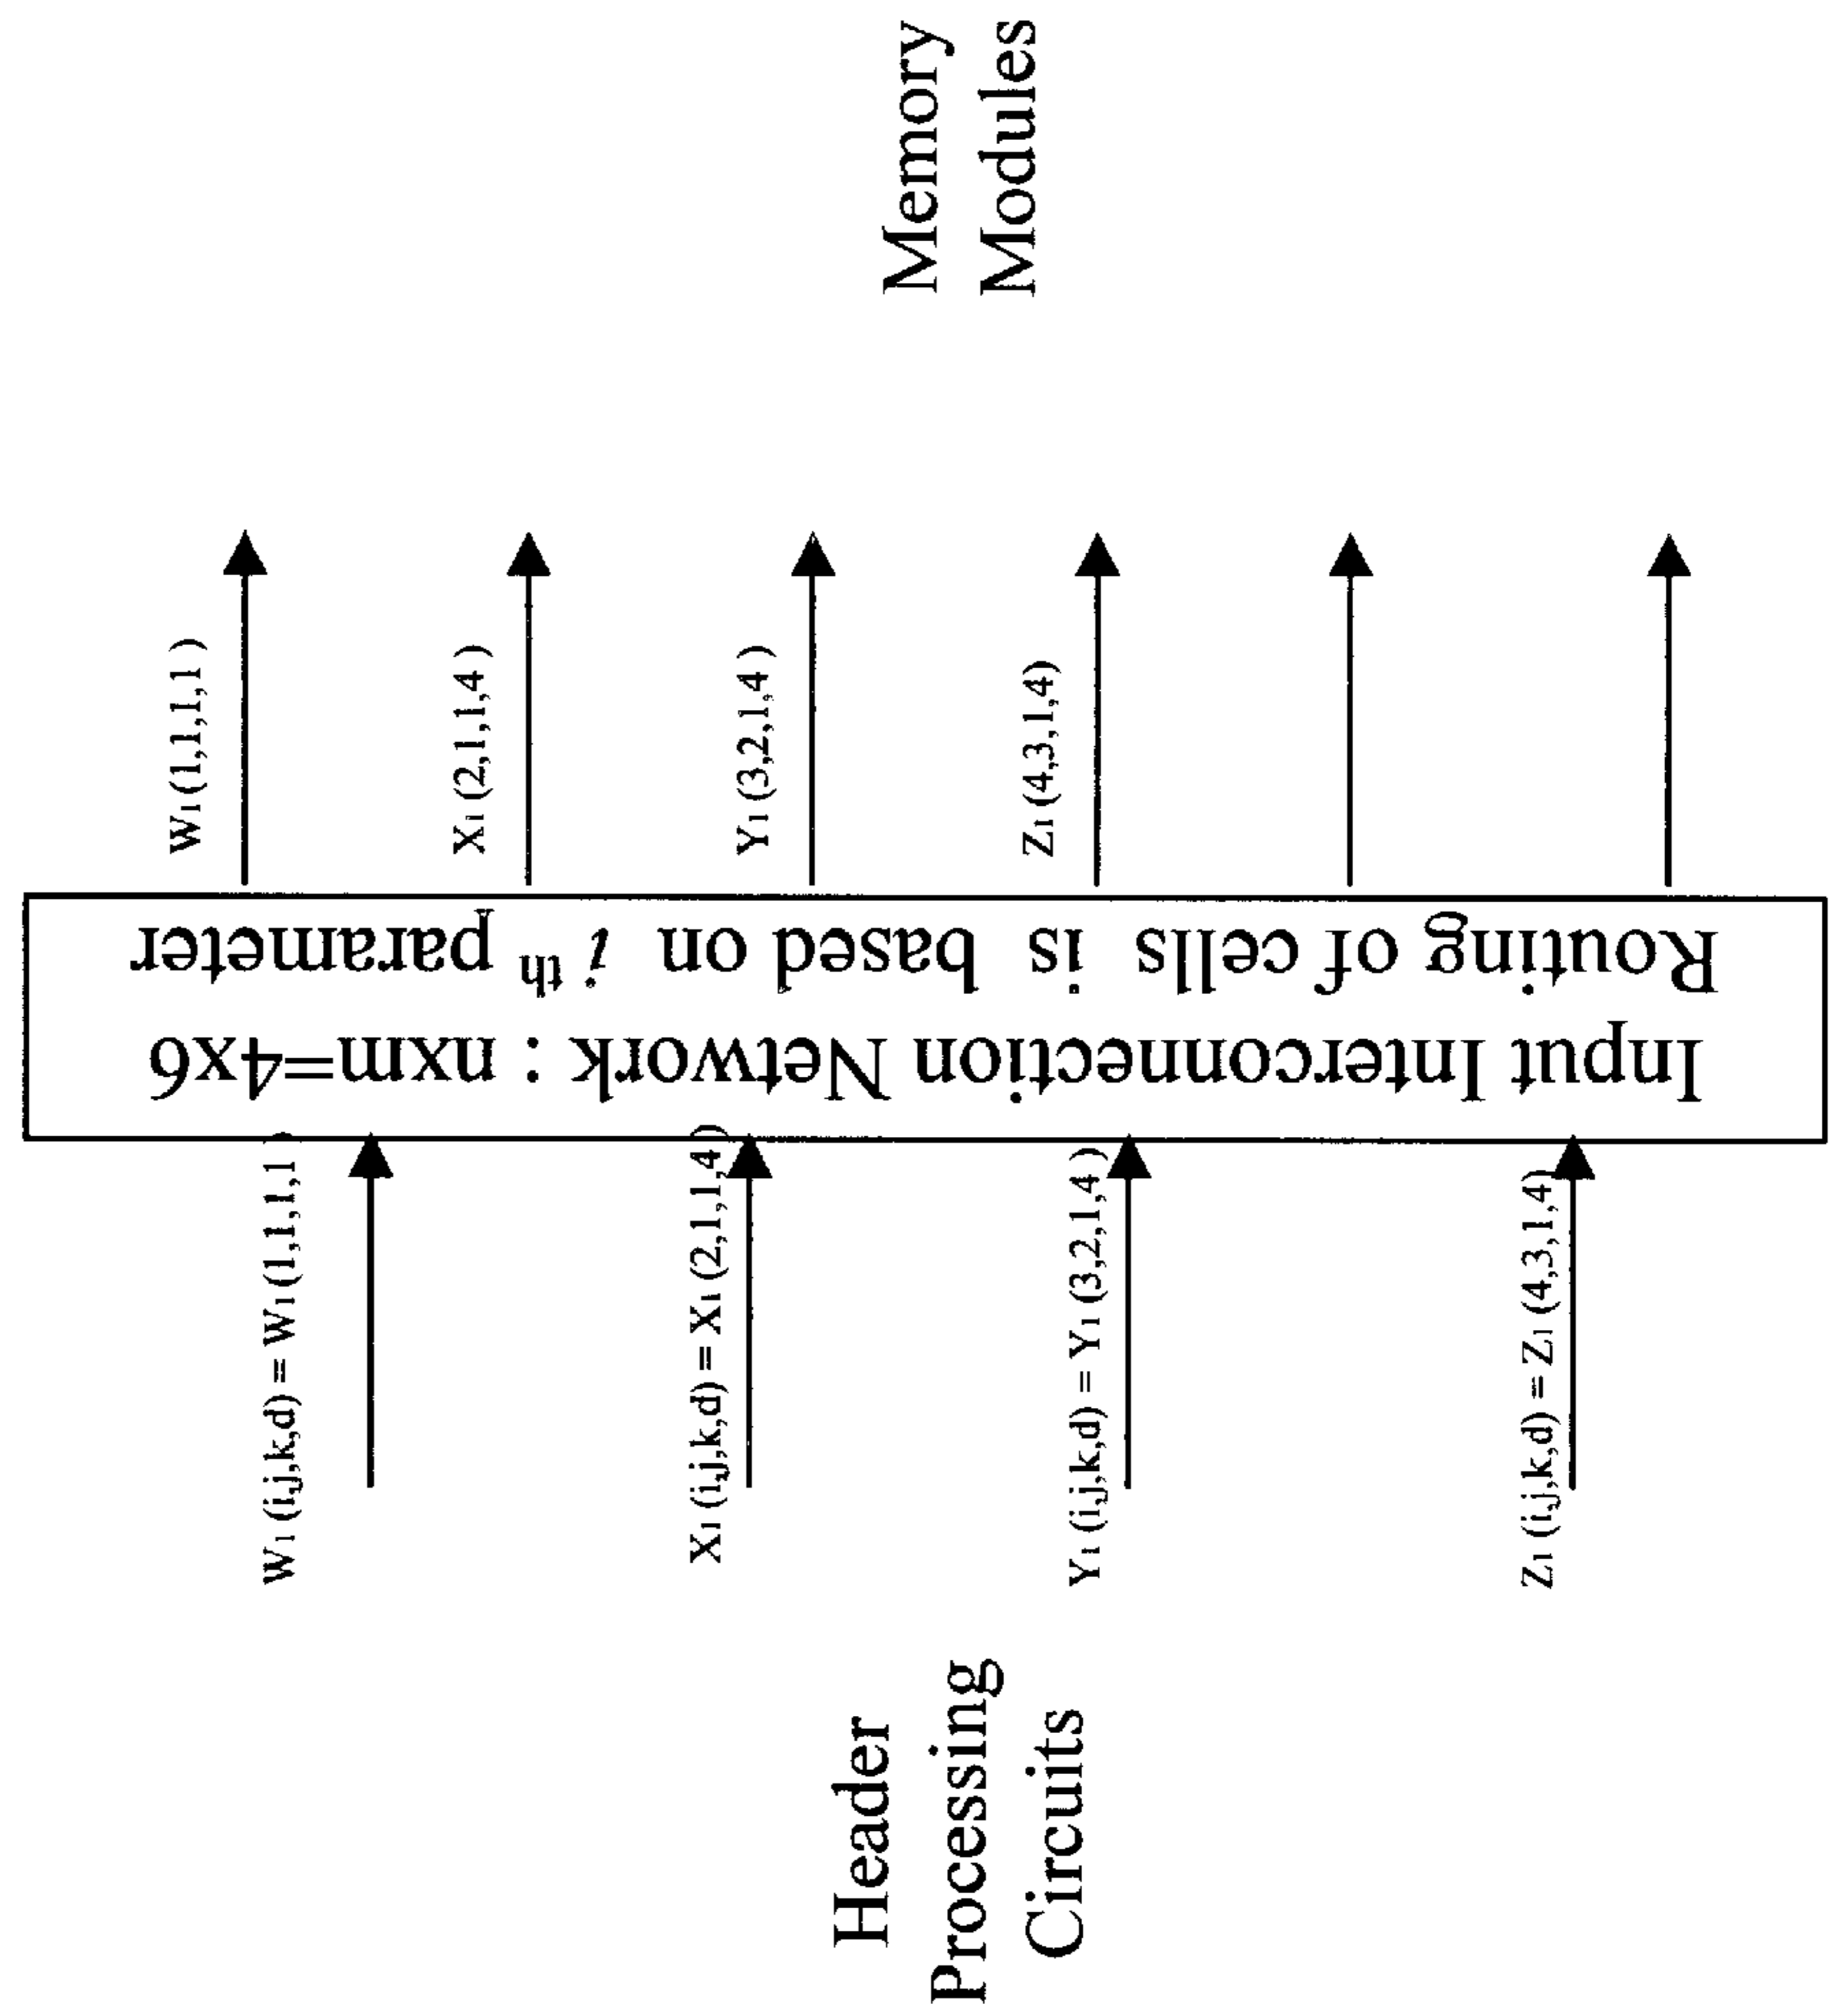 Header
Processing
Circuits
W1 (i,j,k,d) = W1 (1,1,1,1 )
X1 (i,j,k,d) = X1 (2,1,1,4 )
Y1 (i,j,k,d) = Y1 (3,2,1,4 )
Z1 (i,j,k,d) = Z1 (4,3,1,4)
Input Interconnection Network : nxm=4x6
Routing of cells is based on i th parameter
W1 (1,1,1,1 )
X1 (2,1,1,4 )
Y1 (3,2,1,4 )
Z1 (4,3,1,4)
Memory
Modules